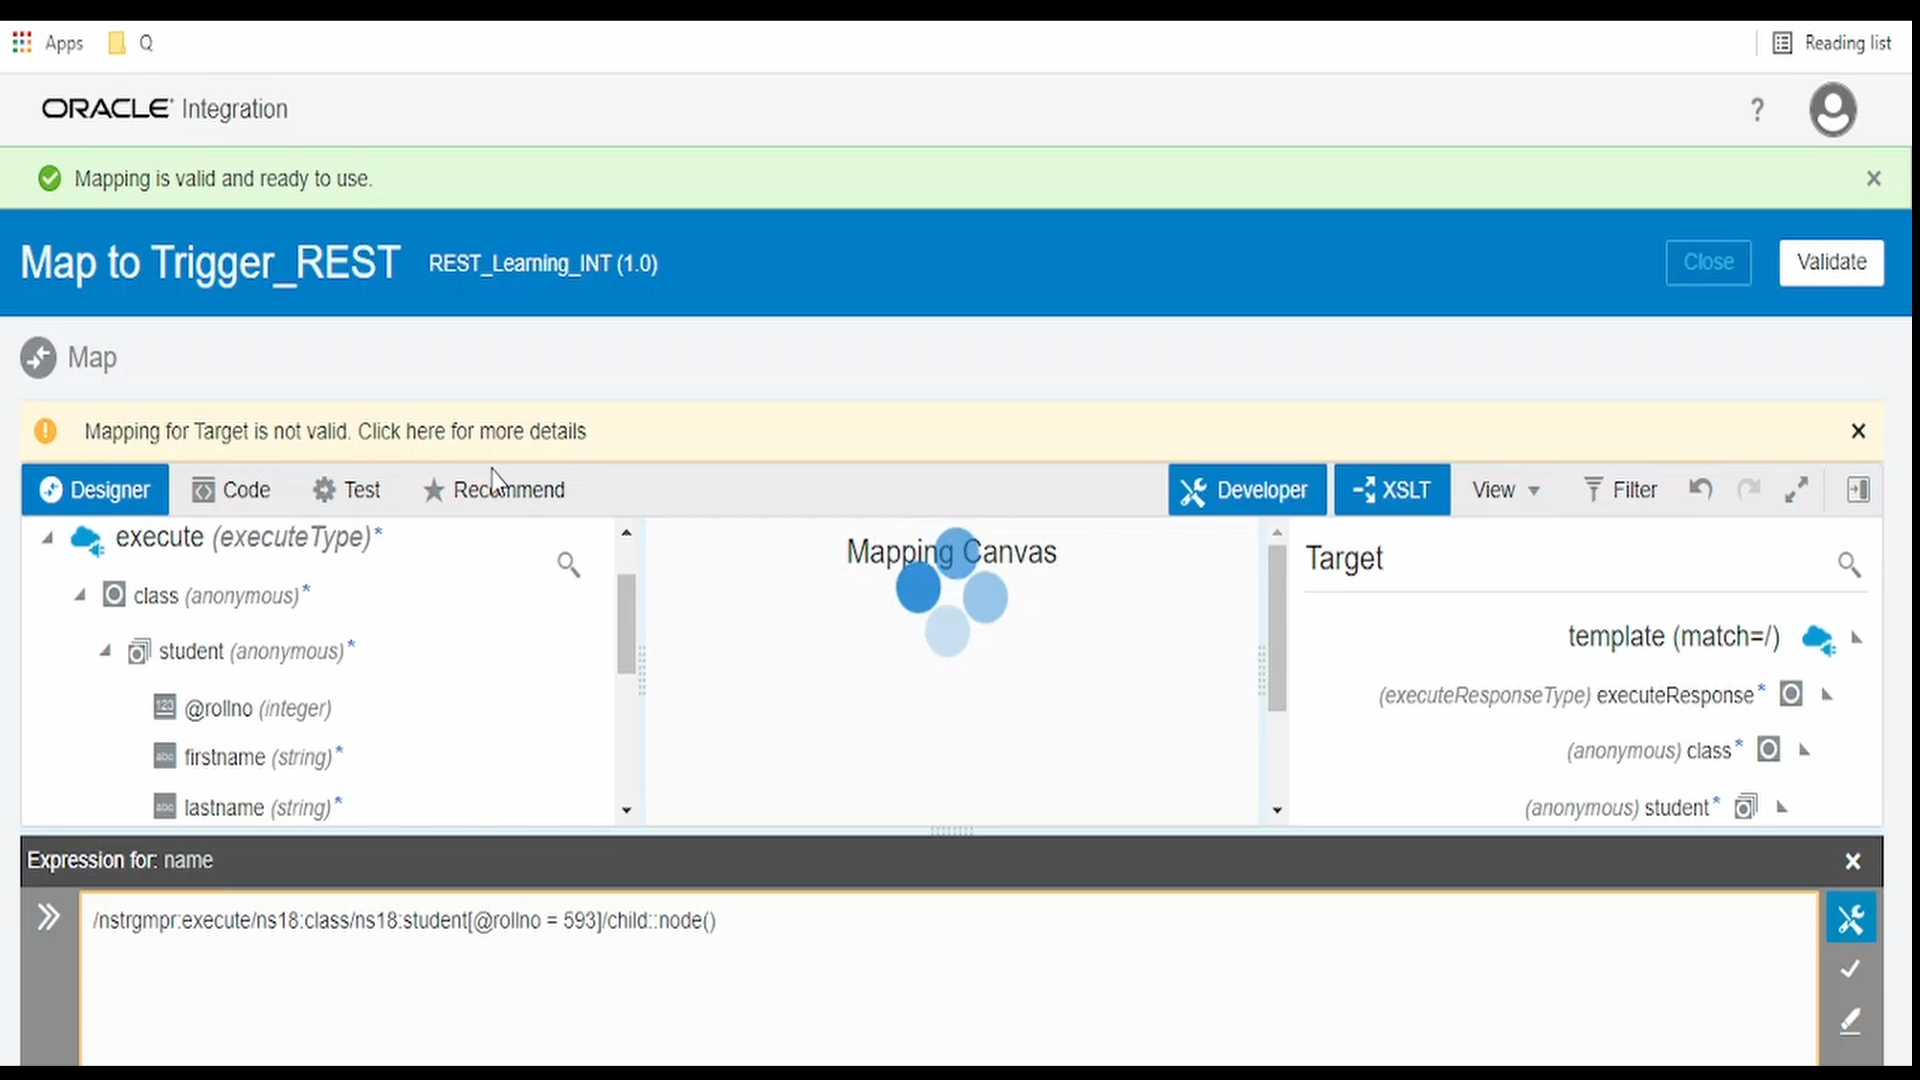 Apps Q Reading list
ORACLE Integration ?
Mapping is valid and ready to use.
Map to Trigger_REST REST_Learning_INT (1.0) Close Validate
Map
Mapping for Target is not valid. Click here for more details
Designer Code Test Recommend Developer XSLT View Filter
execute (executeType)*
class (anonymous)*
student (anonymous)*
123 @rollno (integer)
abc firstname (string)*
abc lastname (string)*
Mapping Canvas
Target
template (match=/)
(executeResponseType) executeResponse*
(anonymous) class*
(anonymous) student*
Expression for: name
/nstrgmpr:execute/ns18:class/ns18:student[@rollno = 593]/child::node()